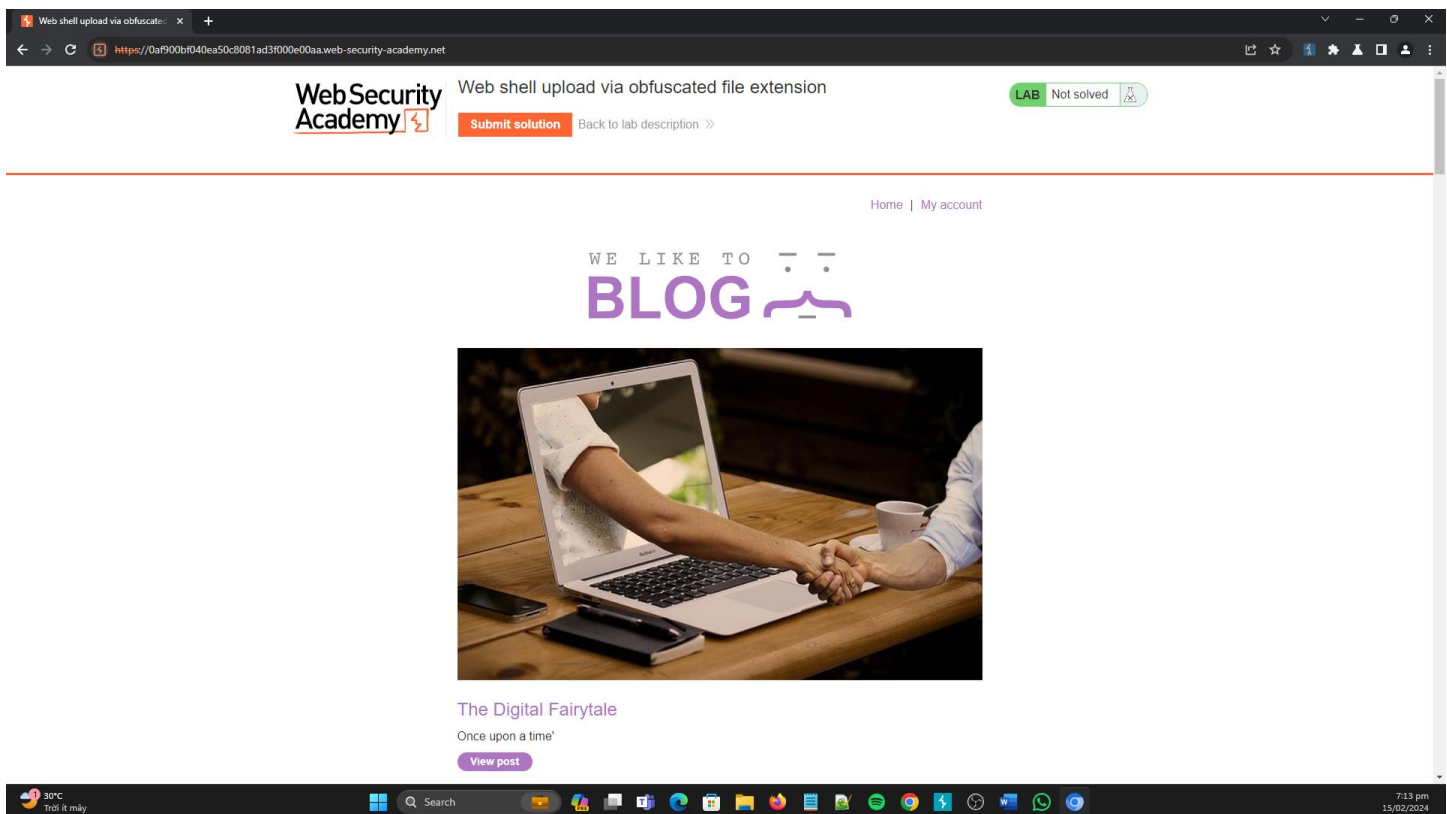 Web shell upload via obfuscated
https://0af900bf040ea50c8081ad3f000e00aa.web-security-academy.net
Web Security
Academy
Web shell upload via obfuscated file extension
Submit solution
Back to lab description
LAB Not solved
Home | My account
WE LIKE TO
BLOG
The Digital Fairytale
Once upon a time'
View post
1
30°C
Trời ít mây
Search
7:13 pm
15/02/2024